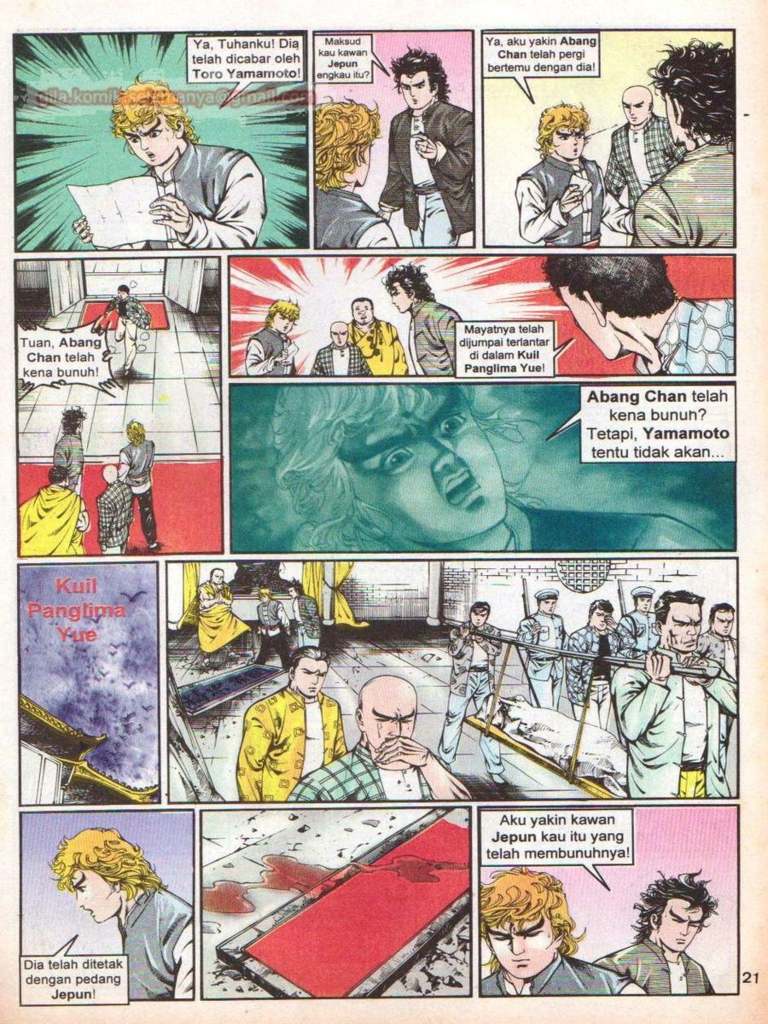 Ya, Tuhanku! Dia
telah dicabar oleh
Toro Yamamoto!
Maksud
kau kawan
Jepun
engkau itu?
Ya, aku yakin Abang
Chan telah pergi
bertemu dengan dia!
Tuan, Abang
Chan telah
kena bunuh!
Mayatnya telah
dijumpai terlantar
di dalam Kuil
Panglima Yue!
Abang Chan telah
kena bunuh?
Tetapi, Yamamoto
tentu tidak akan...
Kuil
Panglima
Yue
Dia telah ditetak
dengan pedang
Jepun!
Aku yakin kawan
Jepun kau itu yang
telah membunuhnya!
21